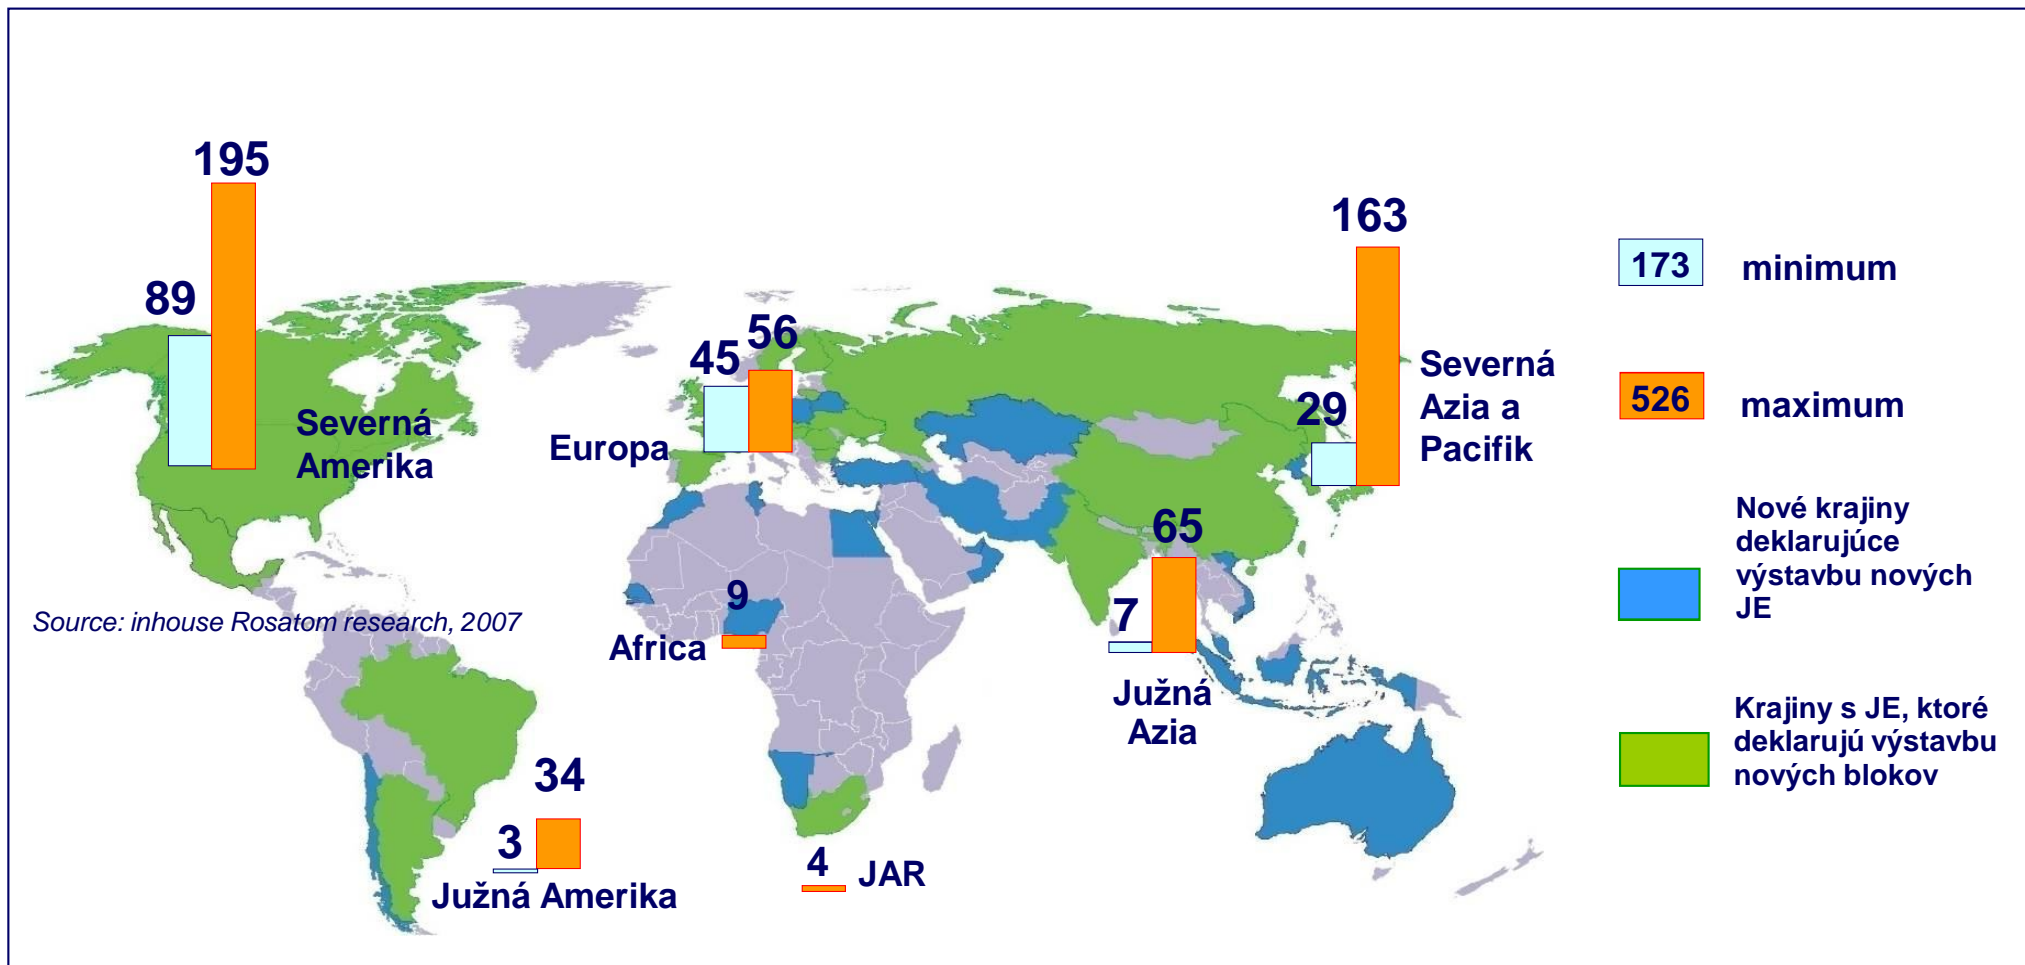 195
89
Severná
Amerika
Source: inhouse Rosatom research, 2007
34
3
Južná Amerika
56
45
Europa
9
Africa
4
JAR
163
29
Severná
Azia a
Pacifik
65
7
Južná
Azia
173 minimum
526 maximum
Nové krajiny
deklarujúce
výstavbu nových
JE
Krajiny s JE, ktoré
deklarujú výstavbu
nových blokov